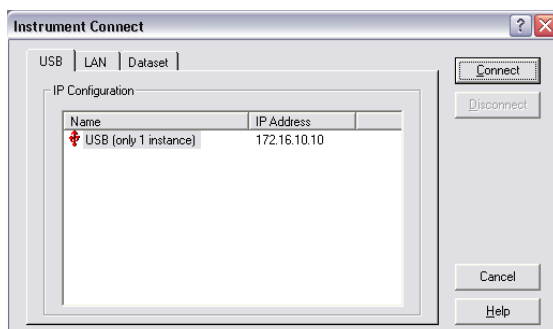 Instrument Connect
USB LAN Dataset
Connect
IP Configuration
Disconnect
Name IP Address
USB (only 1 instance) 172.16.10.10
Cancel
Help